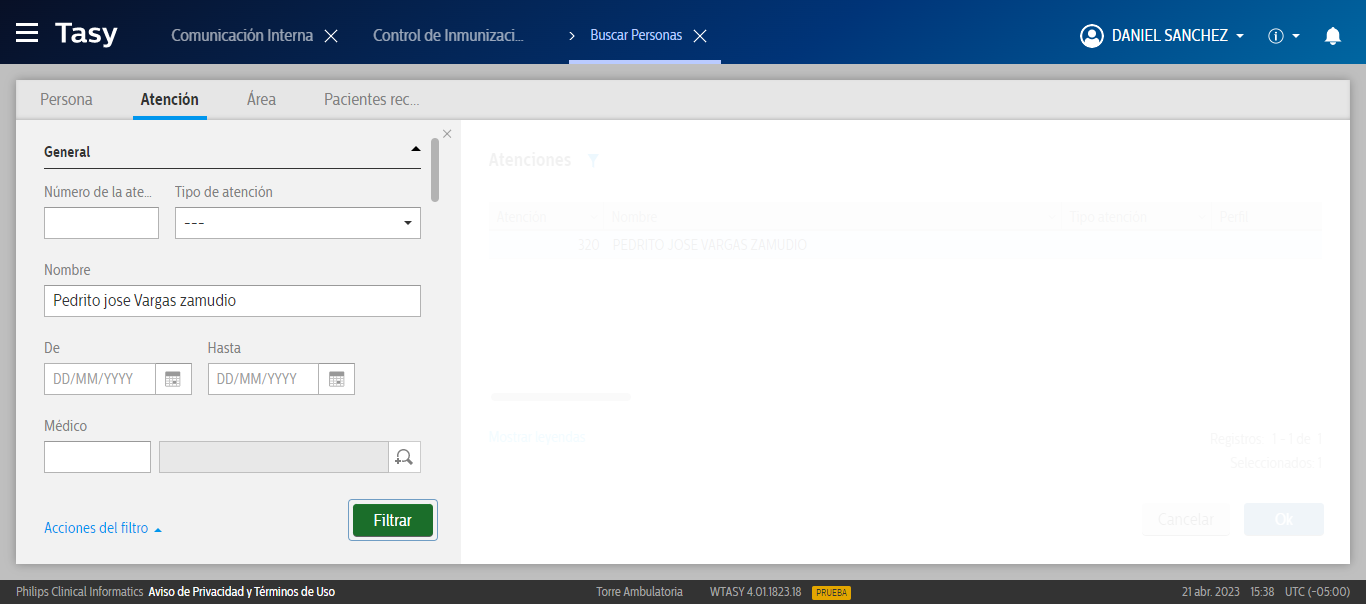 Tasy
Comunicación Interna
Control de Inmunizaci...
Buscar Personas
DANIEL SANCHEZ
Persona
Atención
Área
Pacientes rec...
General
Número de la ate...
Tipo de atención
---
Nombre
Pedrito jose Vargas zamudio
De
Hasta
DD/MM/YYYY
DD/MM/YYYY
Médico
Acciones del filtro
Filtrar
Atenciones
Atención
Nombre
Tipo atención
Perfil
320
PEDRITO JOSE VARGAS ZAMUDIO
Mostrar leyendas
Registros: 1 - 1 de 1
Seleccionados: 1
Cancelar
Ok
Philips Clinical Informatics Aviso de Privacidad y Términos de Uso
Torre Ambulatoria
WTASY 4.01.1823.18
PRUEBA
21 abr. 2023
15:38
UTC (-05:00)